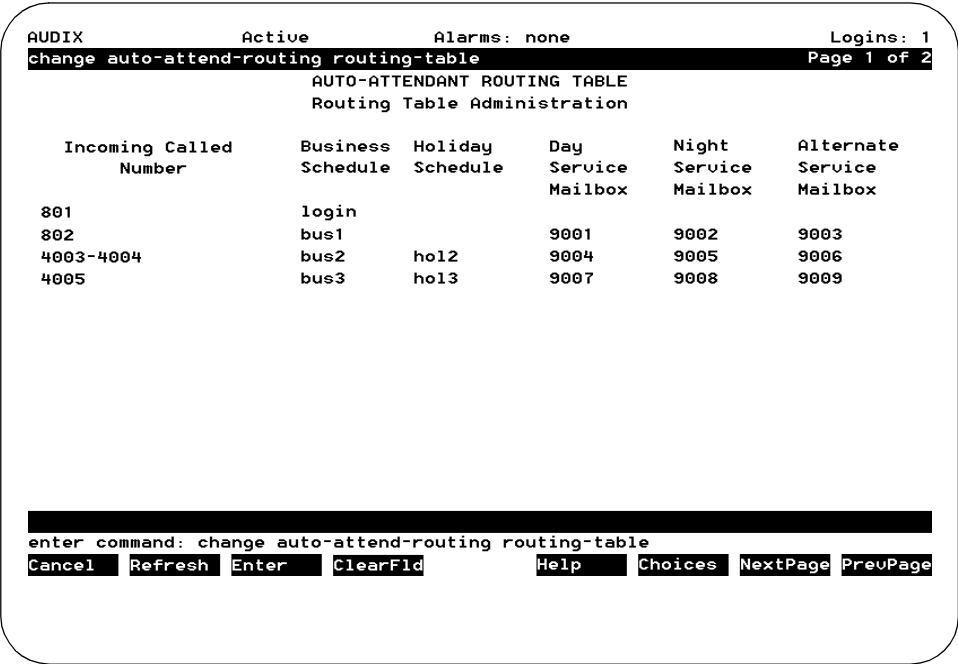 AUDIX Active Alarms: none Logins: 1
change auto-attend-routing routing-table Page 1 of 2
AUTO-ATTENDANT ROUTING TABLE
Routing Table Administration
Incoming Called Business Holiday Day Night Alternate
Number Schedule Schedule Service Service Service
Mailbox Mailbox Mailbox
801 login
802 bus1 9001 9002 9003
4003-4004 bus2 hol2 9004 9005 9006
4005 bus3 hol3 9007 9008 9009
enter command: change auto-attend-routing routing-table
Cancel Refresh Enter ClearFld Help Choices NextPage PrevPage